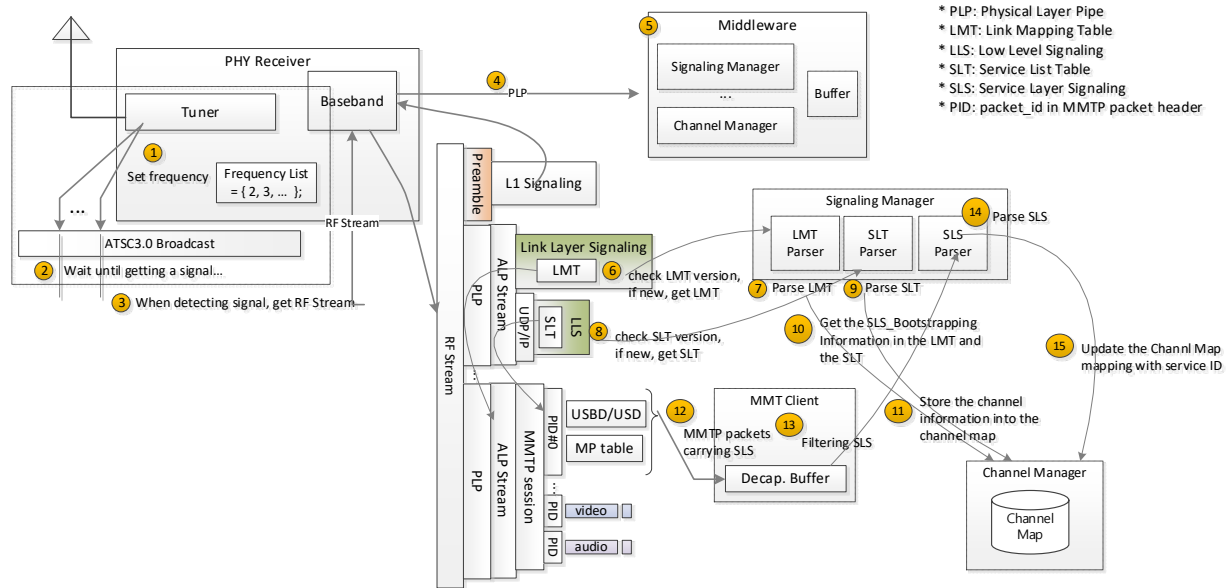 * PLP: Physical Layer Pipe
* LMT: Link Mapping Table
* LLS: Low Level Signaling
* SLT: Service List Table
* SLS: Service Layer Signaling
* PID: packet_id in MMTP packet header
PHY Receiver
Tuner
Baseband
1
Set frequency
Frequency List
= { 2, 3, ... };
...
ATSC3.0 Broadcast
2
Wait until getting a signal...
3
When detecting signal, get RF Stream
RF Stream
4
PLP
5
Middleware
Signaling Manager
...
Channel Manager
Buffer
RF Stream
Preamble
L1 Signaling
PLP
ALP Stream
Link Layer Signaling
LMT
6
check LMT version,
if new, get LMT
UDP/IP
SLT
LLS
8
check SLT version,
if new, get SLT
...
PLP
ALP Stream
MMTP session
PID#0
USBD/USD
MP table
...
PID
video
PID
audio
12
MMTP packets
carrying SLS
MMT Client
13
Filtering SLS
Decap. Buffer
Signaling Manager
LMT
Parser
SLT
Parser
SLS
Parser
14
Parse SLS
7
Parse LMT
9
Parse SLT
10
Get the SLS_Bootstrapping
Information in the LMT and
the SLT
11
Store the channel
information into the
channel map
15
Update the Channl Map
mapping with service ID
Channel Manager
Channel
Map